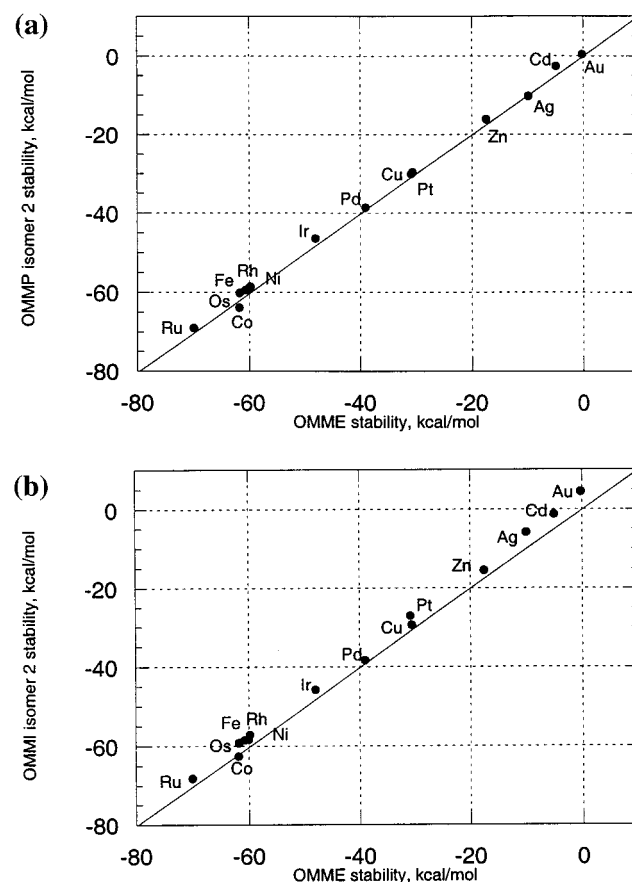 (a)
OMMP isomer 2 stability, kcal/mol
0
-20
-40
-60
-80
Cd
Au
Ag
Zn
Cu
Pt
Pd
Ir
Rh
Fe
Ni
Os
Co
Ru
-80
-60
-40
-20
0
OMME stability, kcal/mol
(b)
OMMI isomer 2 stability, kcal/mol
0
-20
-40
-60
-80
Au
Cd
Ag
Zn
Pt
Cu
Pd
Ir
Fe
Rh
Ni
Os
Co
Ru
-80
-60
-40
-20
0
OMME stability, kcal/mol